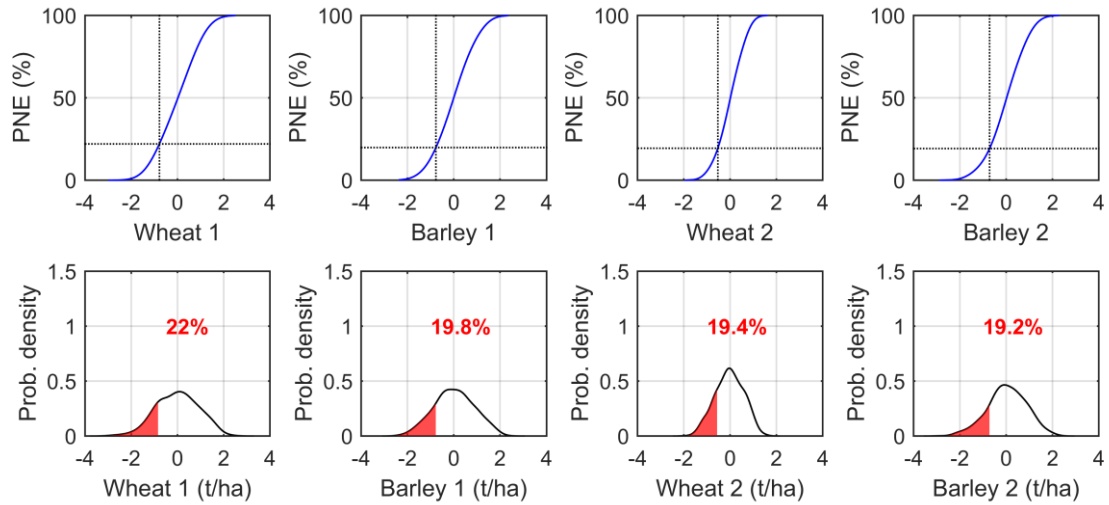 PNE (%)
100
50
0
-4 -2 0 2 4
Wheat 1
PNE (%)
100
50
0
-4 -2 0 2 4
Barley 1
PNE (%)
100
50
0
-4 -2 0 2 4
Wheat 2
PNE (%)
100
50
0
-4 -2 0 2 4
Barley 2
Prob. density
1.5
1
0.5
0
22%
-4 -2 0 2 4
Wheat 1 (t/ha)
Prob. density
1.5
1
0.5
0
19.8%
-4 -2 0 2 4
Barley 1 (t/ha)
Prob. density
1.5
1
0.5
0
19.4%
-4 -2 0 2 4
Wheat 2 (t/ha)
Prob. density
1.5
1
0.5
0
19.2%
-4 -2 0 2 4
Barley 2 (t/ha)